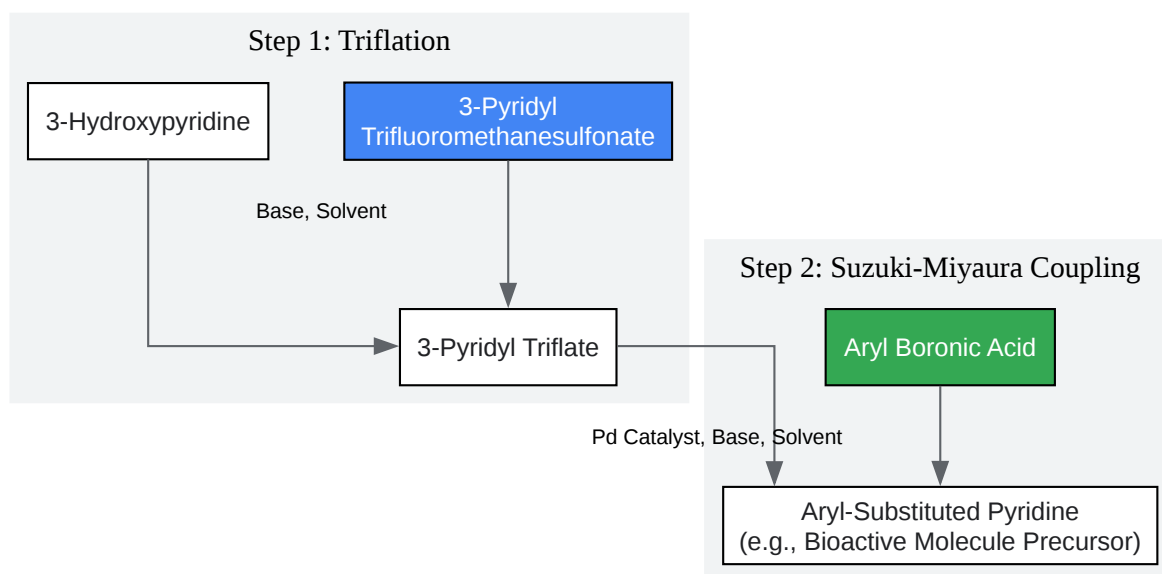 Step 1: Triflation
3-Hydroxypyridine
3-Pyridyl
Trifluoromethanesulfonate
Base, Solvent
3-Pyridyl Triflate
Step 2: Suzuki-Miyaura Coupling
Aryl Boronic Acid
Pd Catalyst, Base, Solvent
Aryl-Substituted Pyridine
(e.g., Bioactive Molecule Precursor)